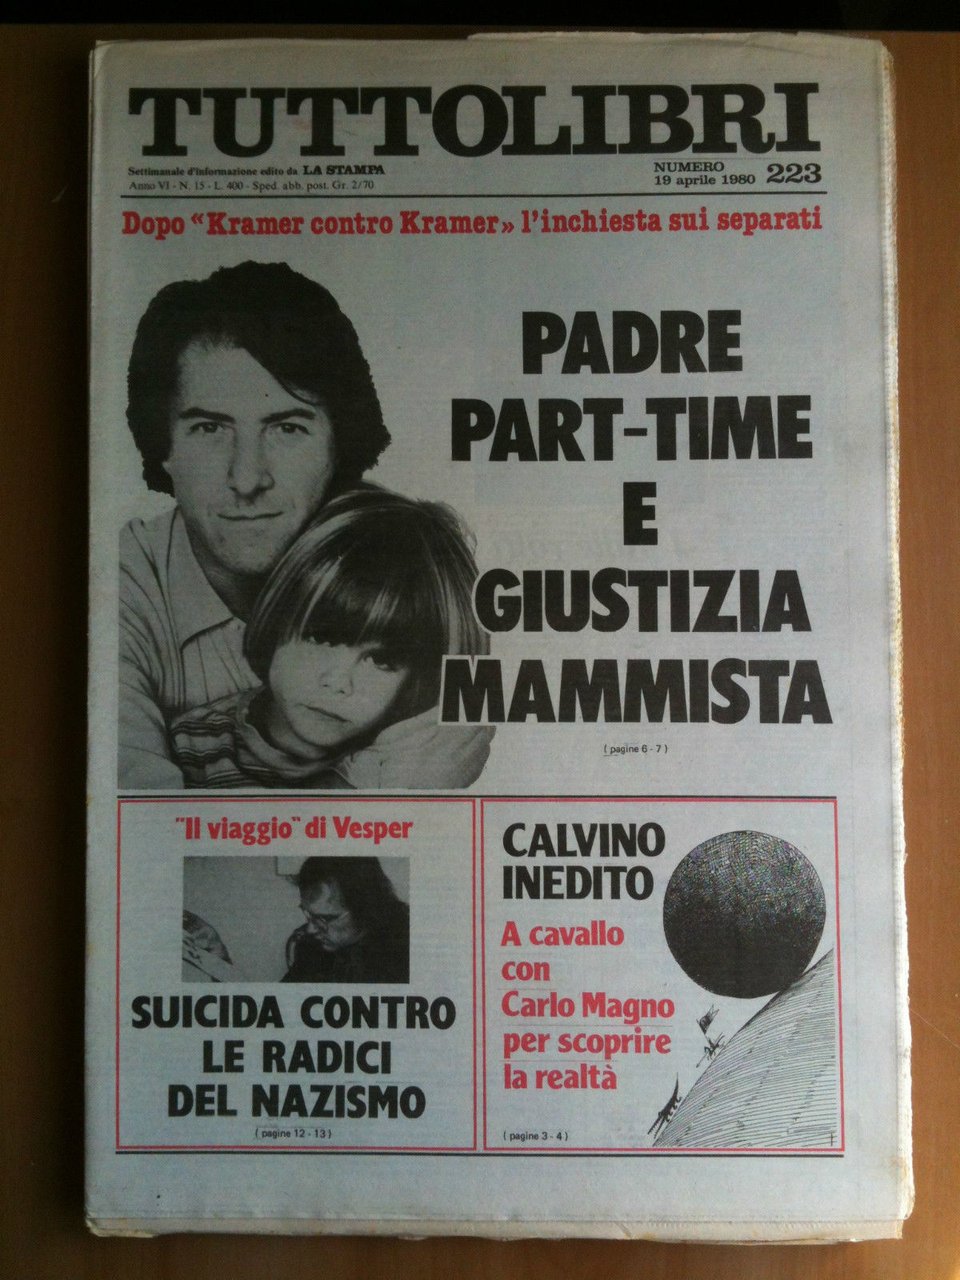 TUTTOLIBRI
Settimanale d'informazione edito da LA STAMPA
Anno VI - N. 15 - L. 400 - Sped. abb. post. Gr. 2/70
NUMERO 223
19 aprile 1980
Dopo «Kramer contro Kramer» l'inchiesta sui separati
PADRE
PART-TIME
E
GIUSTIZIA
MAMMISTA
( pagine 6 - 7 )
"Il viaggio" di Vesper
SUICIDA CONTRO
LE RADICI
DEL NAZISMO
( pagine 12 - 13 )
CALVINO
INEDITO
A cavallo
con
Carlo Magno
per scoprire
la realtà
( pagine 3 - 4 )